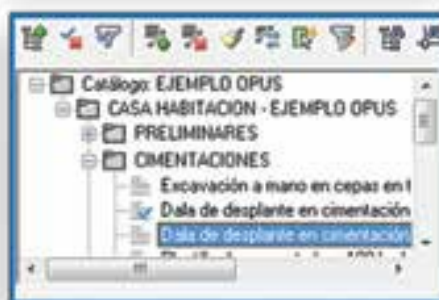 Catálogo: EJEMPLO OPUS
CASA HABITACION - EJEMPLO OPUS
PRELIMINARES
CIMENTACIONES
Excavación a mano en cepas en t
Dala de desplante en cimentación
Dala de desplante en cimentación